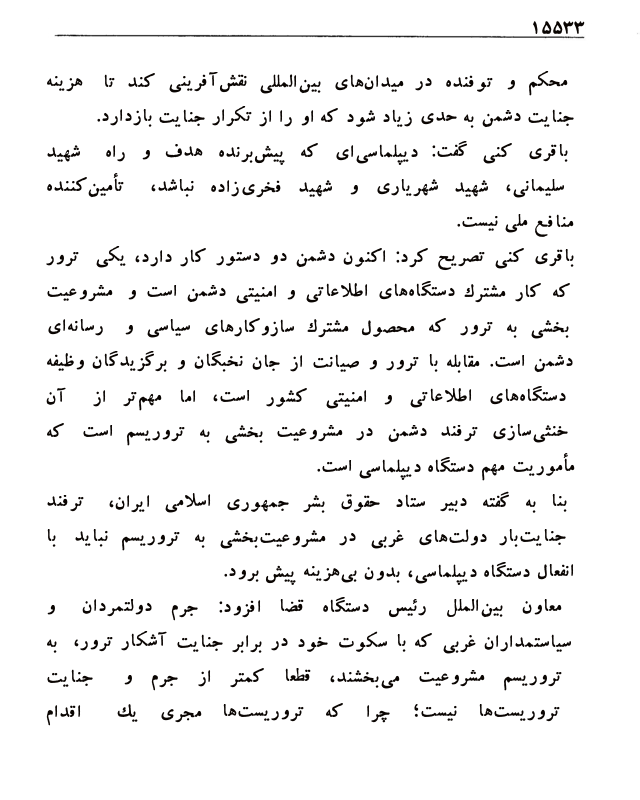 ۱۵۵۳۳
محکم و توفنده در میدان‌های بین‌المللی نقش‌آفرینی کند تا هزینه
جنایت دشمن به حدی زیاد شود که او را از تکرار جنایت بازدارد.
باقری کنی گفت: دیپلماسی‌ای که پیش‌برنده هدف و راه شهید
سلیمانی، شهید شهریاری و شهید فخری‌زاده نباشد، تأمین‌کننده
منافع ملی نیست.
باقری کنی تصریح کرد: اکنون دشمن دو دستور کار دارد، یکی ترور
که کار مشترك دستگاه‌های اطلاعاتی و امنیتی دشمن است و مشروعیت
بخشی به ترور که محصول مشترك سازوکارهای سیاسی و رسانه‌ای
دشمن است. مقابله با ترور و صیانت از جان نخبگان و برگزیدگان وظیفه
دستگاه‌های اطلاعاتی و امنیتی کشور است، اما مهم‌تر از آن
خنثی‌سازی ترفند دشمن در مشروعیت بخشی به تروریسم است که
مأموریت مهم دستگاه دیپلماسی است.
بنا به گفته دبیر ستاد حقوق بشر جمهوری اسلامی ایران، ترفند
جنایت‌بار دولت‌های غربی در مشروعیت‌بخشی به تروریسم نباید با
انفعال دستگاه دیپلماسی، بدون بی‌هزینه پیش برود.
معاون بین‌الملل رئیس دستگاه قضا افزود: جرم دولتمردان و
سیاستمداران غربی که با سکوت خود در برابر جنایت آشکار ترور، به
تروریسم مشروعیت می‌بخشند، قطعا کمتر از جرم و جنایت
تروریست‌ها نیست؛ چرا که تروریست‌ها مجری یك اقدام